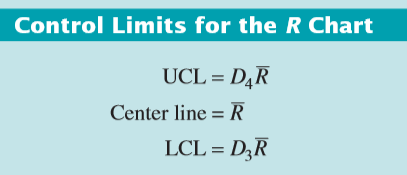 Control Limits for the R Chart
UCL = D₄R̅
Center line = R̅
LCL = D₃R̅